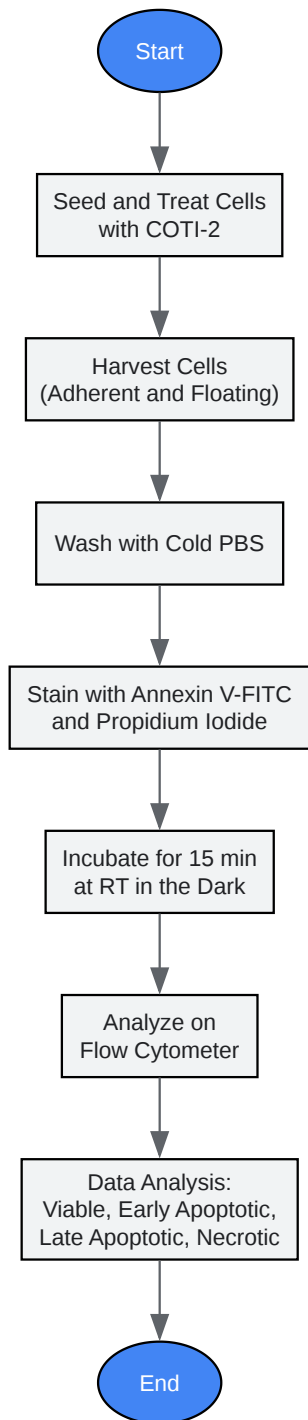 Start
Seed and Treat Cells
with COTI-2
Harvest Cells
(Adherent and Floating)
Wash with Cold PBS
Stain with Annexin V-FITC
and Propidium Iodide
Incubate for 15 min
at RT in the Dark
Analyze on
Flow Cytometer
Data Analysis:
Viable, Early Apoptotic,
Late Apoptotic, Necrotic
End